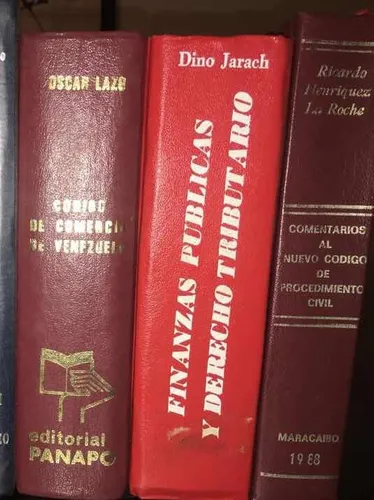 OSCAR LAZO
CODIGO
DE COMERCIO
DE VENEZUELA
editorial
PANAPO
Dino Jarach
FINANZAS PUBLICAS
Y DERECHO TRIBUTARIO
Ricardo
Henriquez
La Roche
COMENTARIOS
AL
NUEVO CODIGO
DE
PROCEDIMIENTO
CIVIL
MARACAIBO
1988